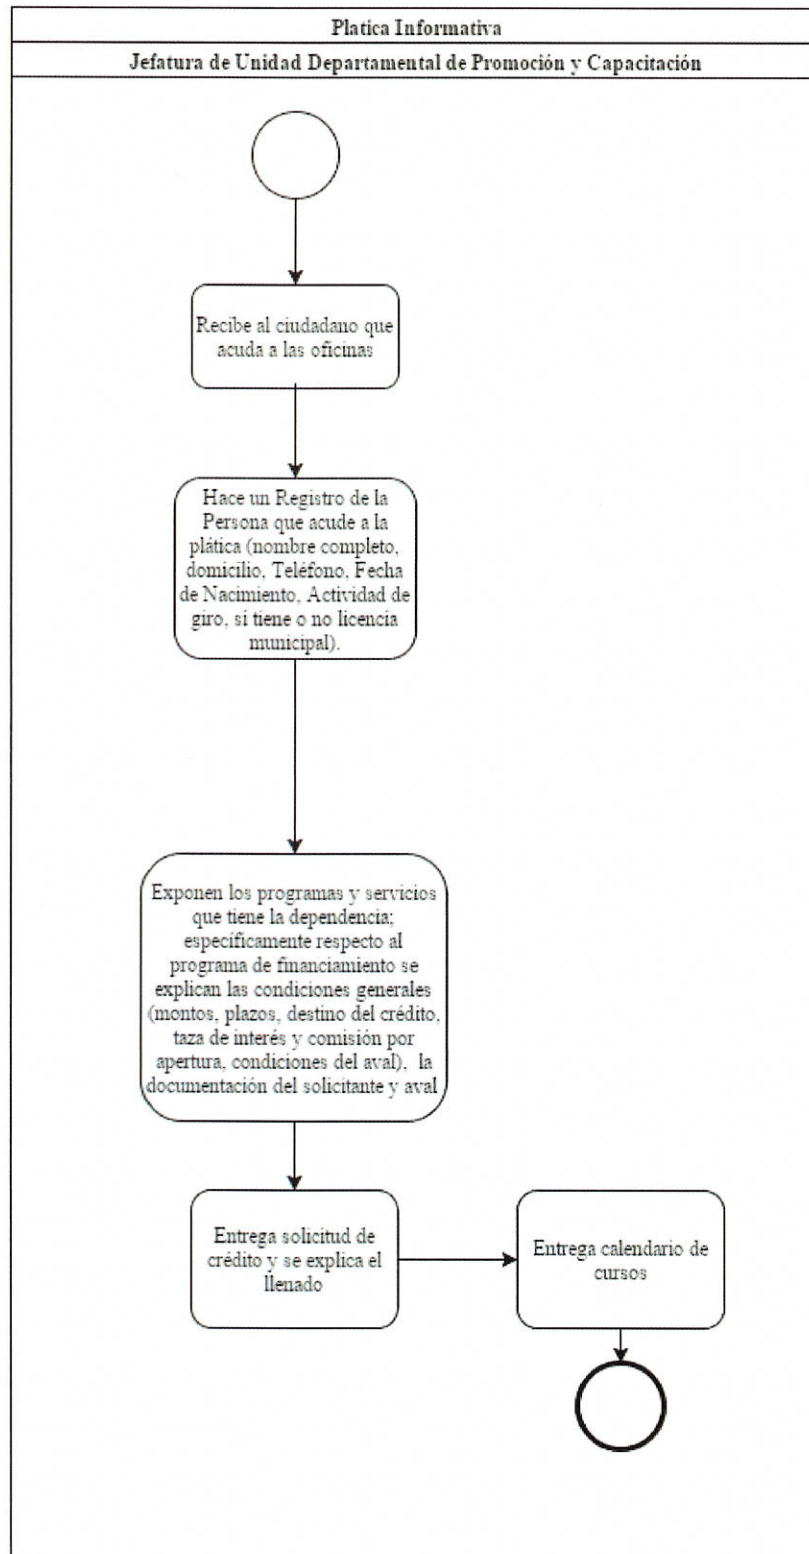 Platica Informativa
Jefatura de Unidad Departamental de Promoción y Capacitación
Recibe al ciudadano que
acuda a las oficinas
Hace un Registro de la
Persona que acude a la
plática (nombre completo,
domicilio, Teléfono, Fecha
de Nacimiento, Actividad de
giro, si tiene o no licencia
municipal).
Exponen los programas y servicios
que tiene la dependencia;
específicamente respecto al
programa de financiamiento se
explican las condiciones generales
(montos, plazos, destino del crédito,
taza de interés y comisión por
apertura, condiciones del aval),  la
documentación del solicitante y aval
Entrega solicitud de
crédito y se explica el
llenado
Entrega calendario de
cursos